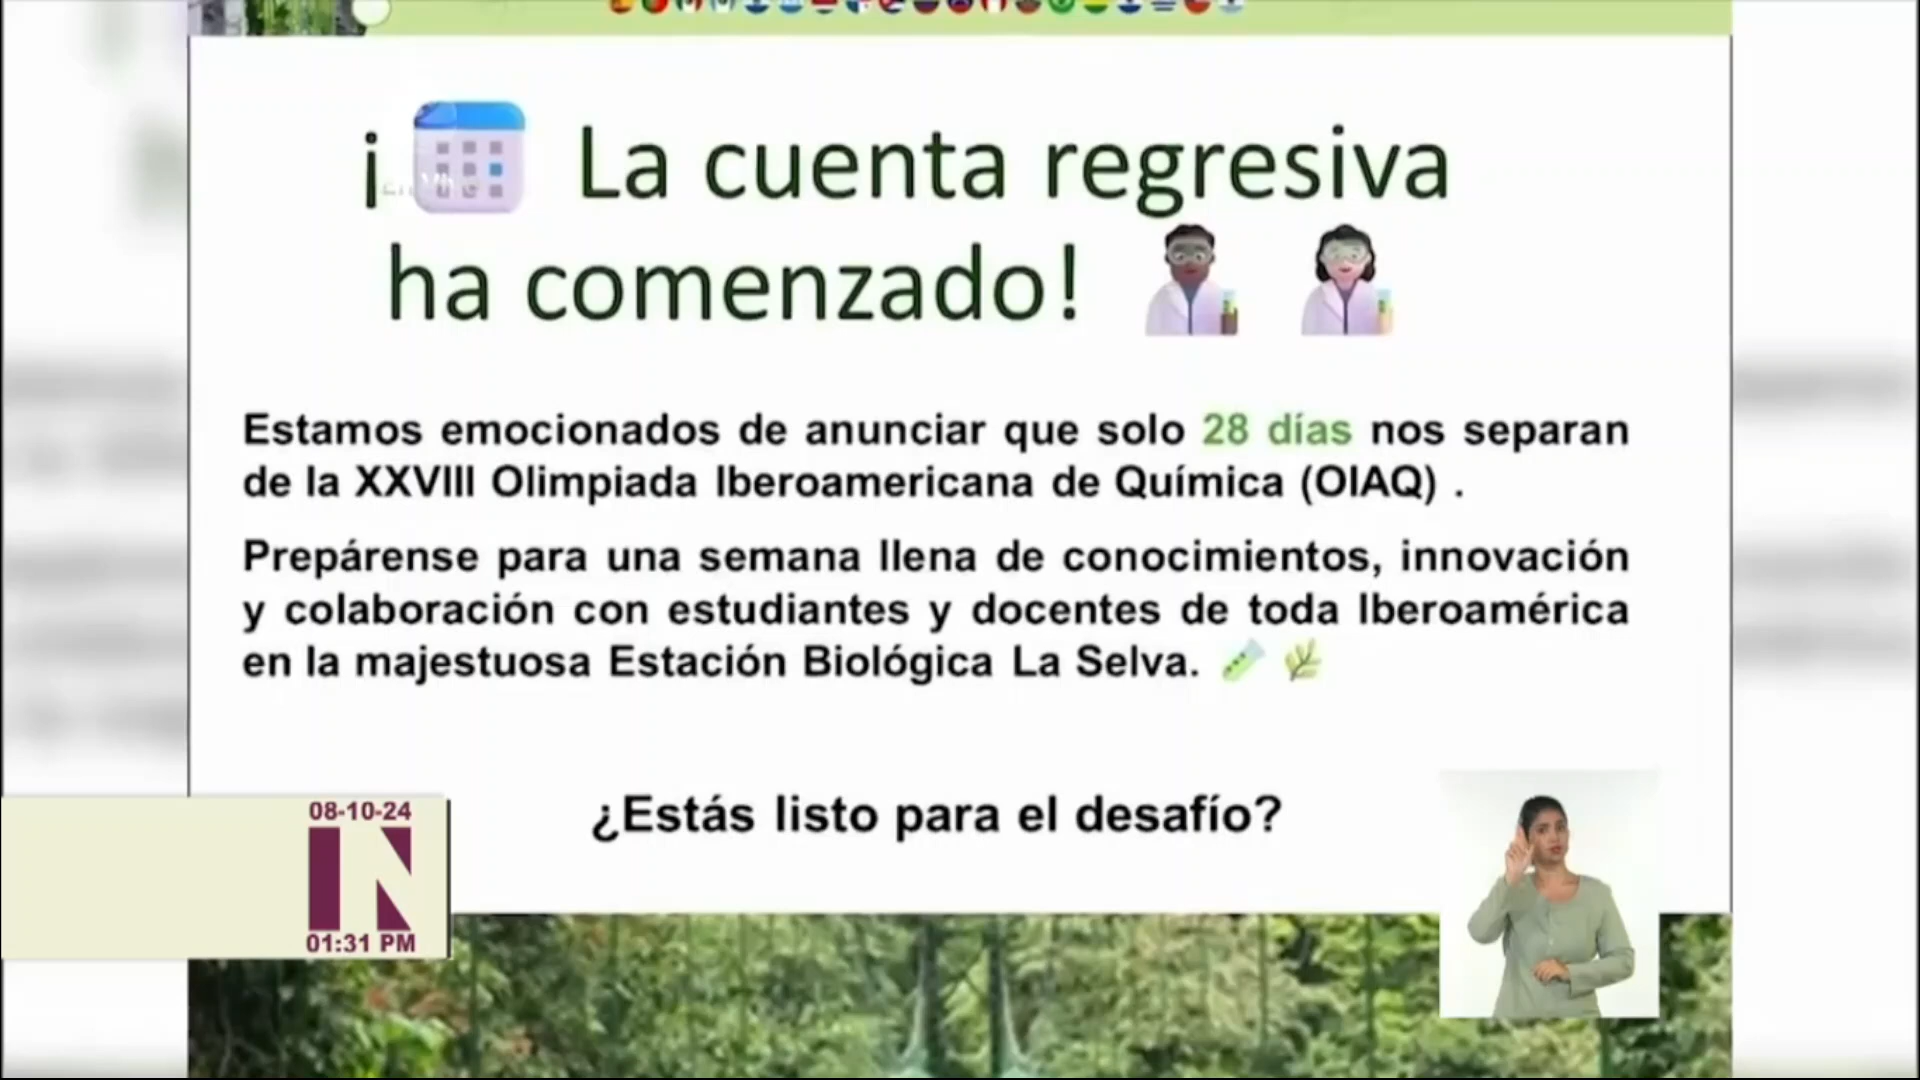 ¡ La cuenta regresiva
ha comenzado!
Estamos emocionados de anunciar que solo 28 días nos separan
de la XXVIII Olimpiada Iberoamericana de Química (OIAQ) .
Prepárense para una semana llena de conocimientos, innovación
y colaboración con estudiantes y docentes de toda Iberoamérica
en la majestuosa Estación Biológica La Selva.
¿Estás listo para el desafío?
08-10-24
IN
01:31 PM